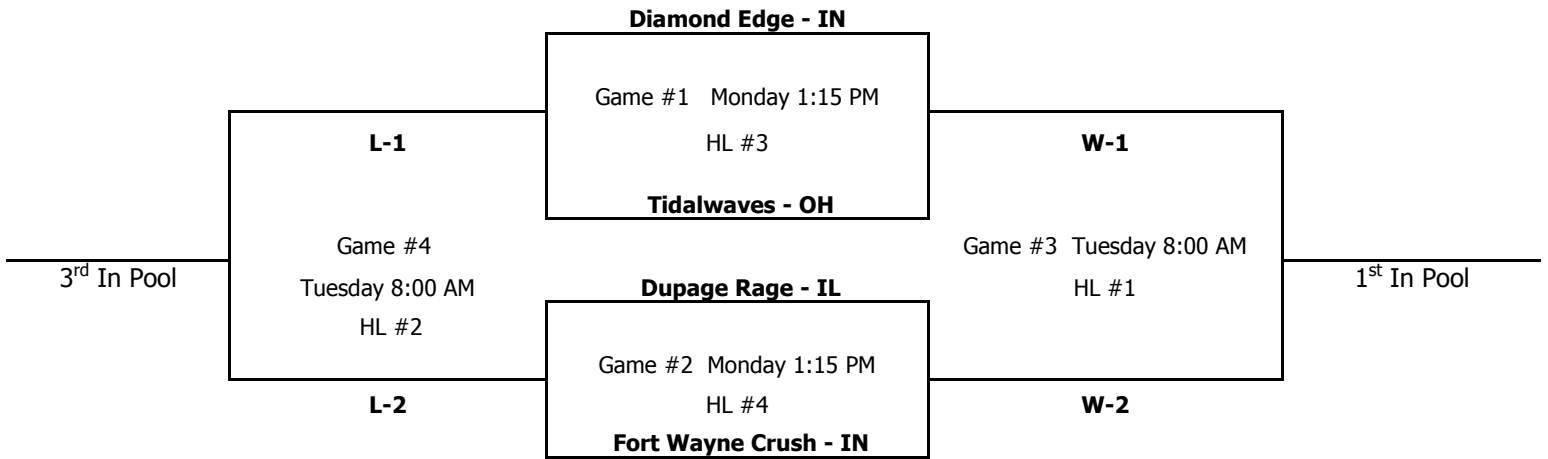 Diamond Edge - IN
Game #1 Monday 1:15 PM
L-1
HL #3
W-1
Tidalwaves - OH
Game #4
Game #3 Tuesday 8:00 AM
3rd In Pool
Tuesday 8:00 AM
Dupage Rage - IL
HL #1
1st In Pool
HL #2
Game #2 Monday 1:15 PM
L-2
HL #4
W-2
Fort Wayne Crush - IN